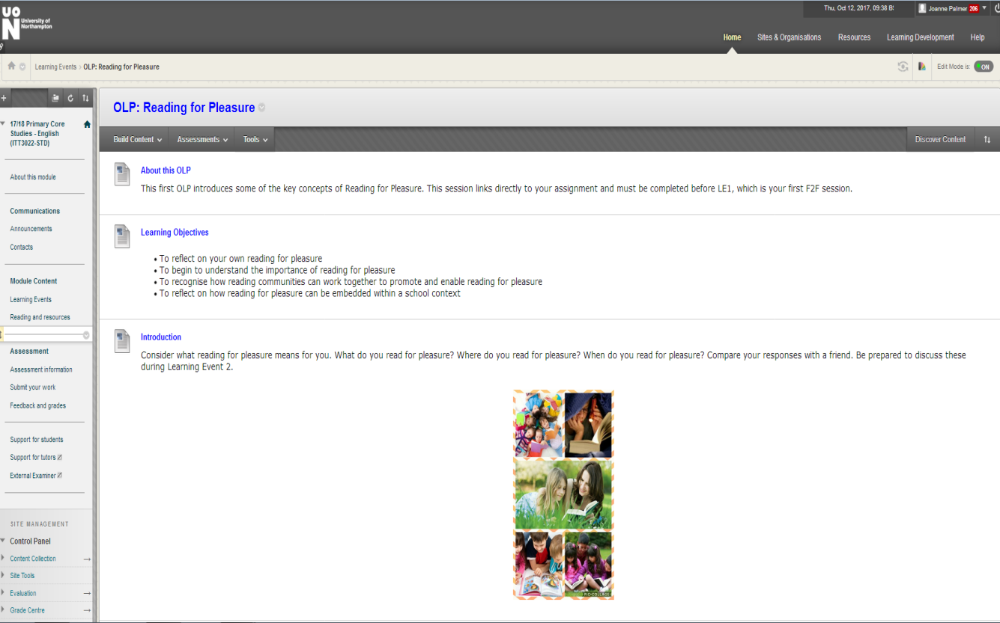 UO
N
University of
Northampton
Thu, Oct 12, 2017, 09:38 BS
Joanne Palmer 206
Home Sites & Organisations Resources Learning Development Help
Learning Events > OLP: Reading for Pleasure
Edit Mode is: ON
17/18 Primary Core
Studies - English
(ITT3022-STD)
About this module
Communications
Announcements
Contacts
Module Content
Learning Events
Reading and resources
Assessment
Assessment information
Submit your work
Feedback and grades
Support for students
Support for tutors
External Examiner
SITE MANAGEMENT
Control Panel
Content Collection
Site Tools
Evaluation
Grade Centre
OLP: Reading for Pleasure
Build Content Assessments Tools Discover Content
About this OLP
This first OLP introduces some of the key concepts of Reading for Pleasure. This session links directly to your assignment and must be completed before LE1, which is your first F2F session.
Learning Objectives
• To reflect on your own reading for pleasure
• To begin to understand the importance of reading for pleasure
• To recognise how reading communities can work together to promote and enable reading for pleasure
• To reflect on how reading for pleasure can be embedded within a school context
Introduction
Consider what reading for pleasure means for you. What do you read for pleasure? Where do you read for pleasure? When do you read for pleasure? Compare your responses with a friend. Be prepared to discuss these
during Learning Event 2.
PIC•COLLAGE